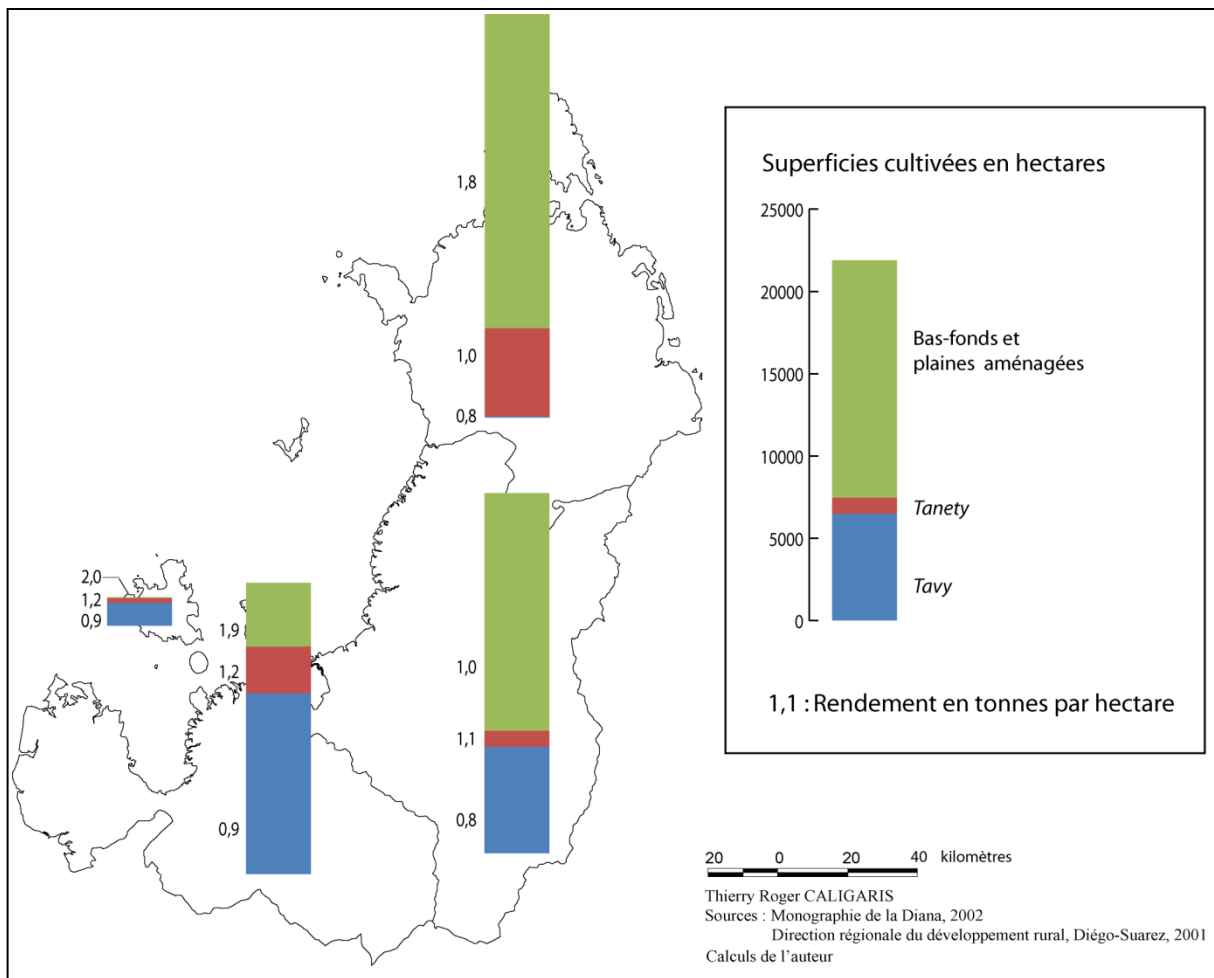 1,8
1,0
0,8
2,0
1,2
0,9
1,9
1,2
0,9
1,0
1,1
0,8
Superficies cultivées en hectares
25000
20000
15000
10000
5000
0
Bas-fonds et
plaines aménagées
Tanety
Tavy
1,1 : Rendement en tonnes par hectare
20 0 20 40 kilomètres
Thierry Roger CALIGARIS
Sources : Monographie de la Diana, 2002
Direction régionale du développement rural, Diégo-Suarez, 2001
Calculs de l'auteur